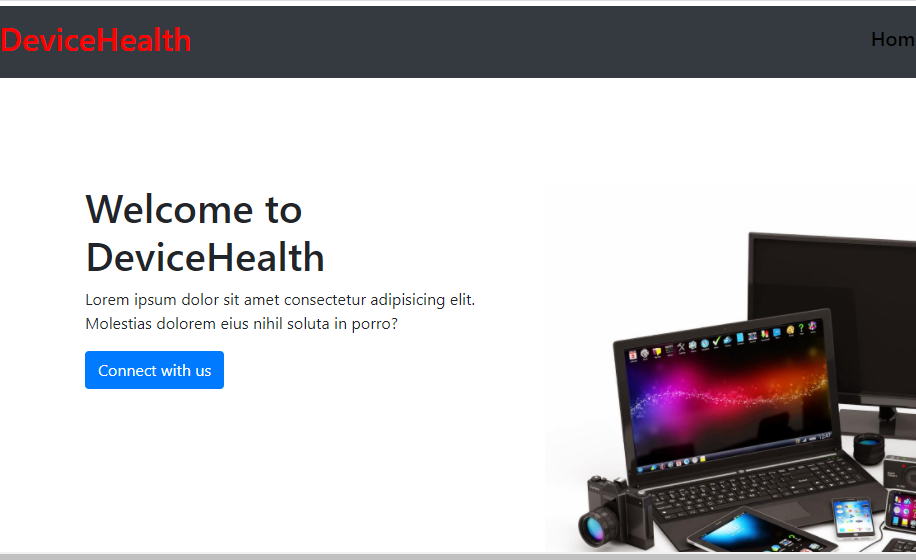 DeviceHealth
Hom
Welcome to
DeviceHealth
Lorem ipsum dolor sit amet consectetur adipisicing elit.
Molestias dolorem eius nihil soluta in porro?
Connect with us